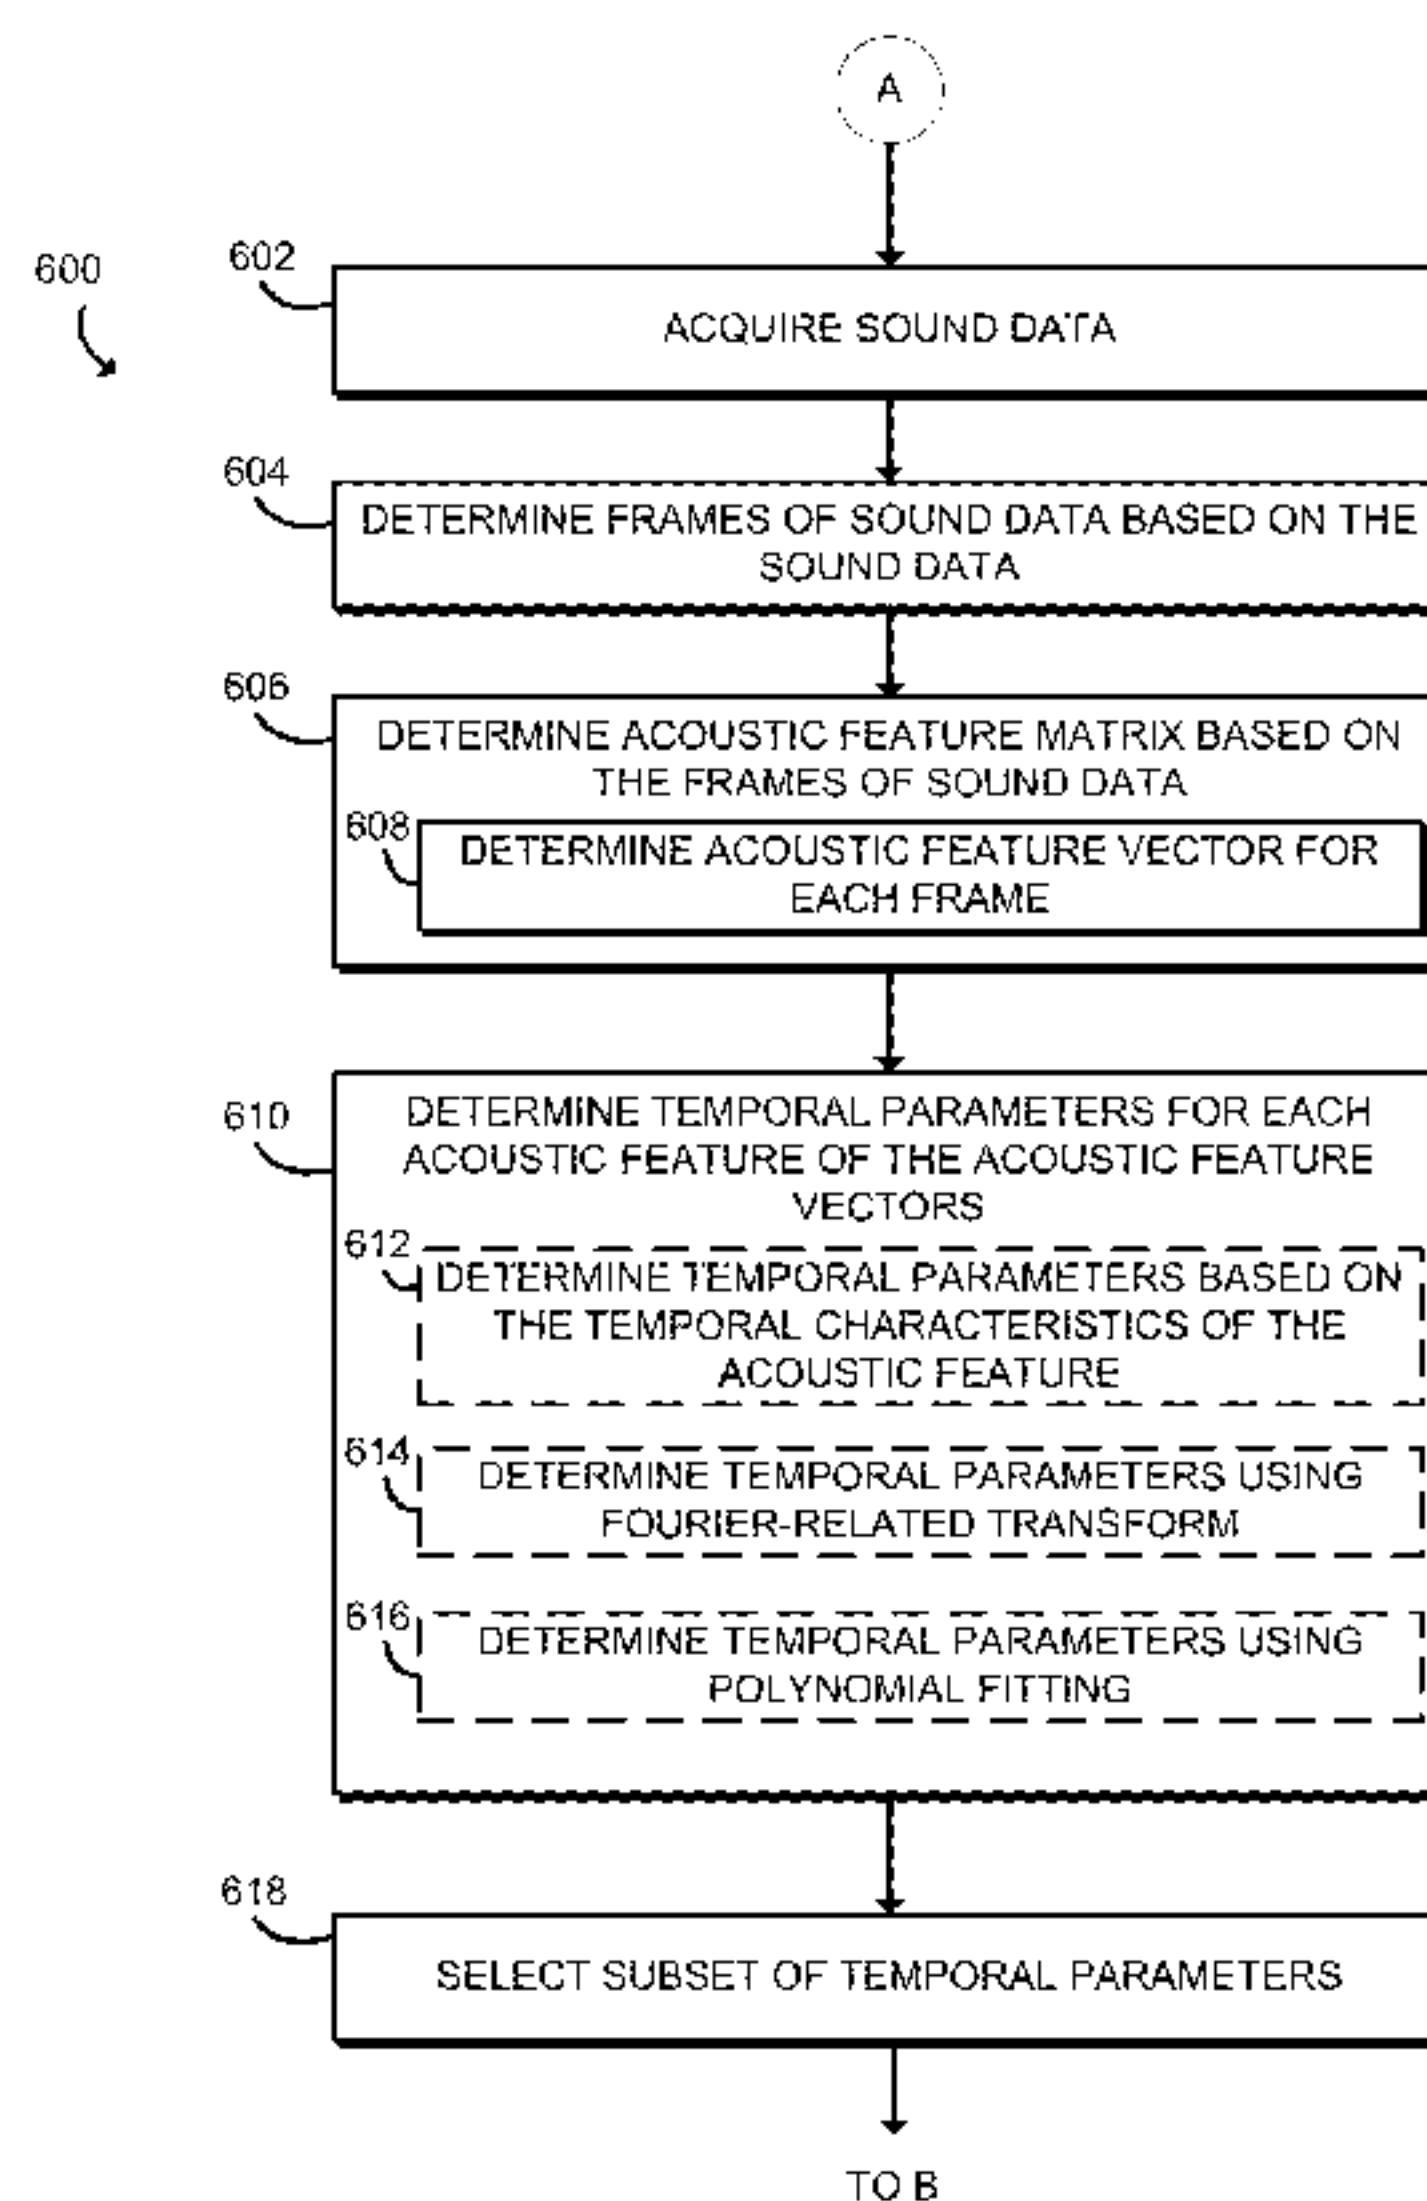 A
600
602
ACQUIRE SOUND DATA
604
DETERMINE FRAMES OF SOUND DATA BASED ON THE
SOUND DATA
606
DETERMINE ACOUSTIC FEATURE MATRIX BASED ON
THE FRAMES OF SOUND DATA
608
DETERMINE ACOUSTIC FEATURE VECTOR FOR
EACH FRAME
610
DETERMINE TEMPORAL PARAMETERS FOR EACH
ACOUSTIC FEATURE OF THE ACOUSTIC FEATURE
VECTORS
612
DETERMINE TEMPORAL PARAMETERS BASED ON
THE TEMPORAL CHARACTERISTICS OF THE
ACOUSTIC FEATURE
614
DETERMINE TEMPORAL PARAMETERS USING
FOURIER-RELATED TRANSFORM
616
DETERMINE TEMPORAL PARAMETERS USING
POLYNOMIAL FITTING
618
SELECT SUBSET OF TEMPORAL PARAMETERS
TO B